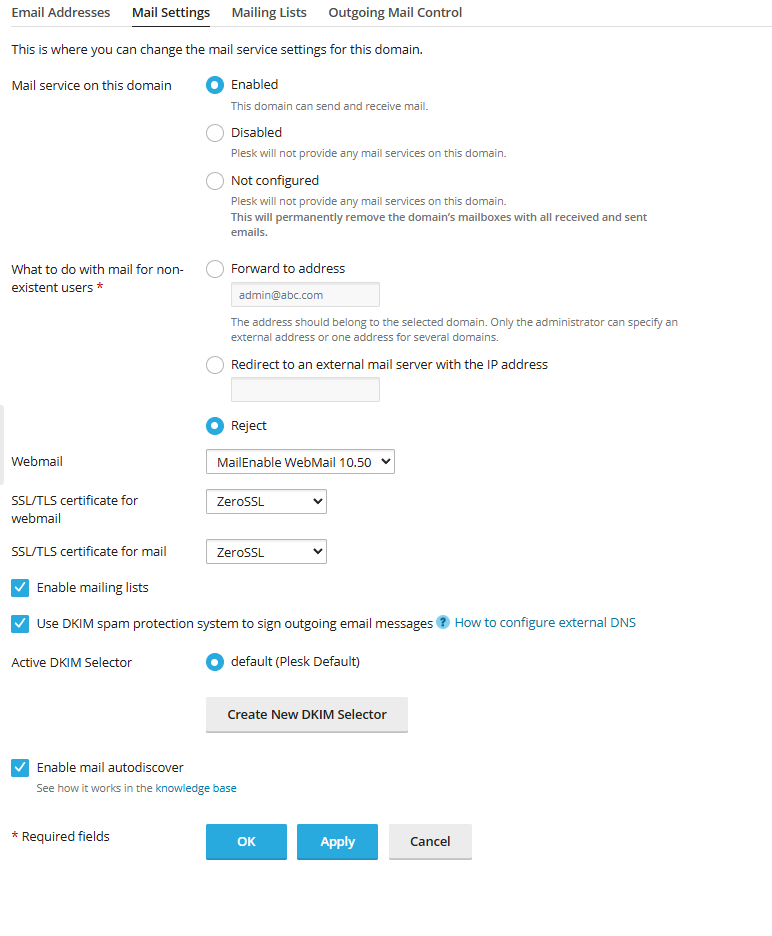 Email Addresses Mail Settings Mailing Lists Outgoing Mail Control
This is where you can change the mail service settings for this domain.
Mail service on this domain
Enabled
This domain can send and receive mail.
Disabled
Plesk will not provide any mail services on this domain.
Not configured
Plesk will not provide any mail services on this domain.
This will permanently remove the domain's mailboxes with all received and sent
emails.
What to do with mail for non-
existent users *
Forward to address
admin@abc.com
The address should belong to the selected domain. Only the administrator can specify an
external address or one address for several domains.
Redirect to an external mail server with the IP address
Reject
Webmail
MailEnable WebMail 10.50
SSL/TLS certificate for
webmail
ZeroSSL
SSL/TLS certificate for mail
ZeroSSL
Enable mailing lists
Use DKIM spam protection system to sign outgoing email messages ? How to configure external DNS
Active DKIM Selector
default (Plesk Default)
Create New DKIM Selector
Enable mail autodiscover
See how it works in the knowledge base
* Required fields
OK
Apply
Cancel